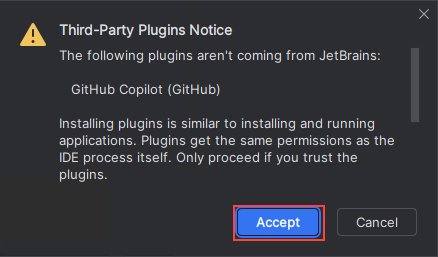 Third-Party Plugins Notice
The following plugins aren't coming from JetBrains:
GitHub Copilot (GitHub)
Installing plugins is similar to installing and running
applications. Plugins get the same permissions as the
IDE process itself. Only proceed if you trust the
plugins.
Accept
Cancel